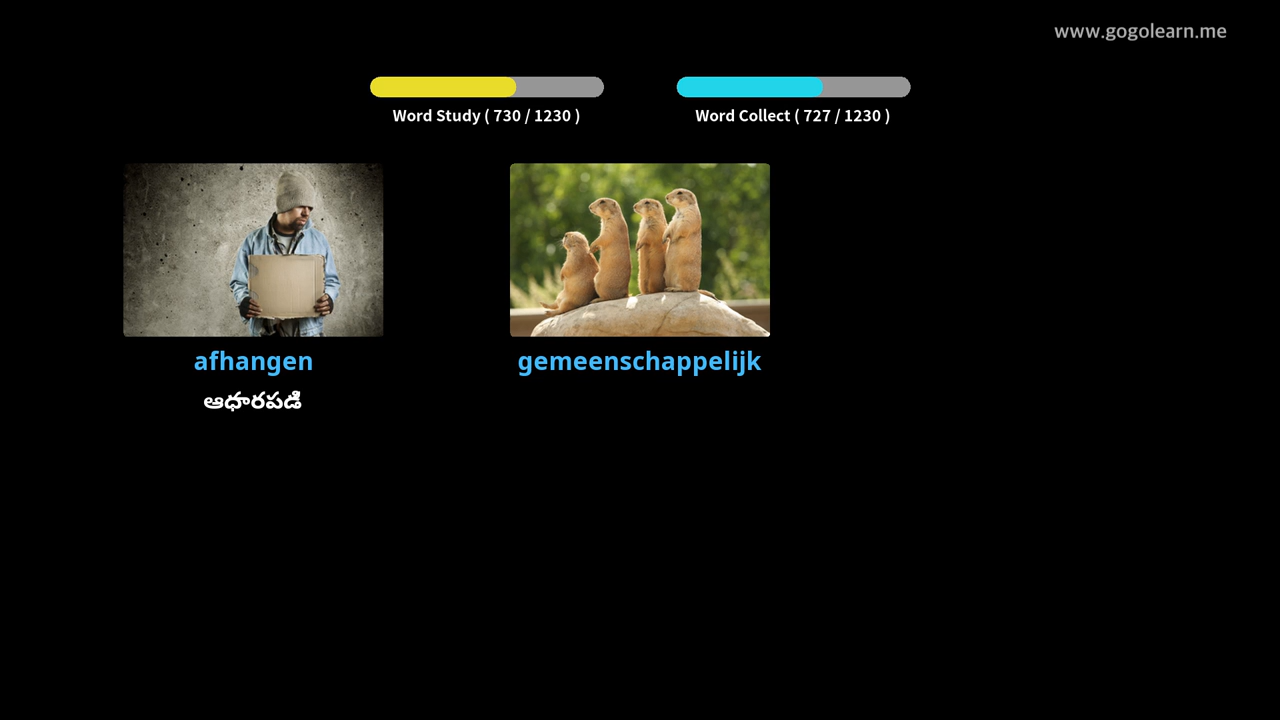 www.gogolearn.me
Word Study ( 730 / 1230 )
Word Collect ( 727 / 1230 )
afhangen
gemeenschappelijk
ఆధారపడి